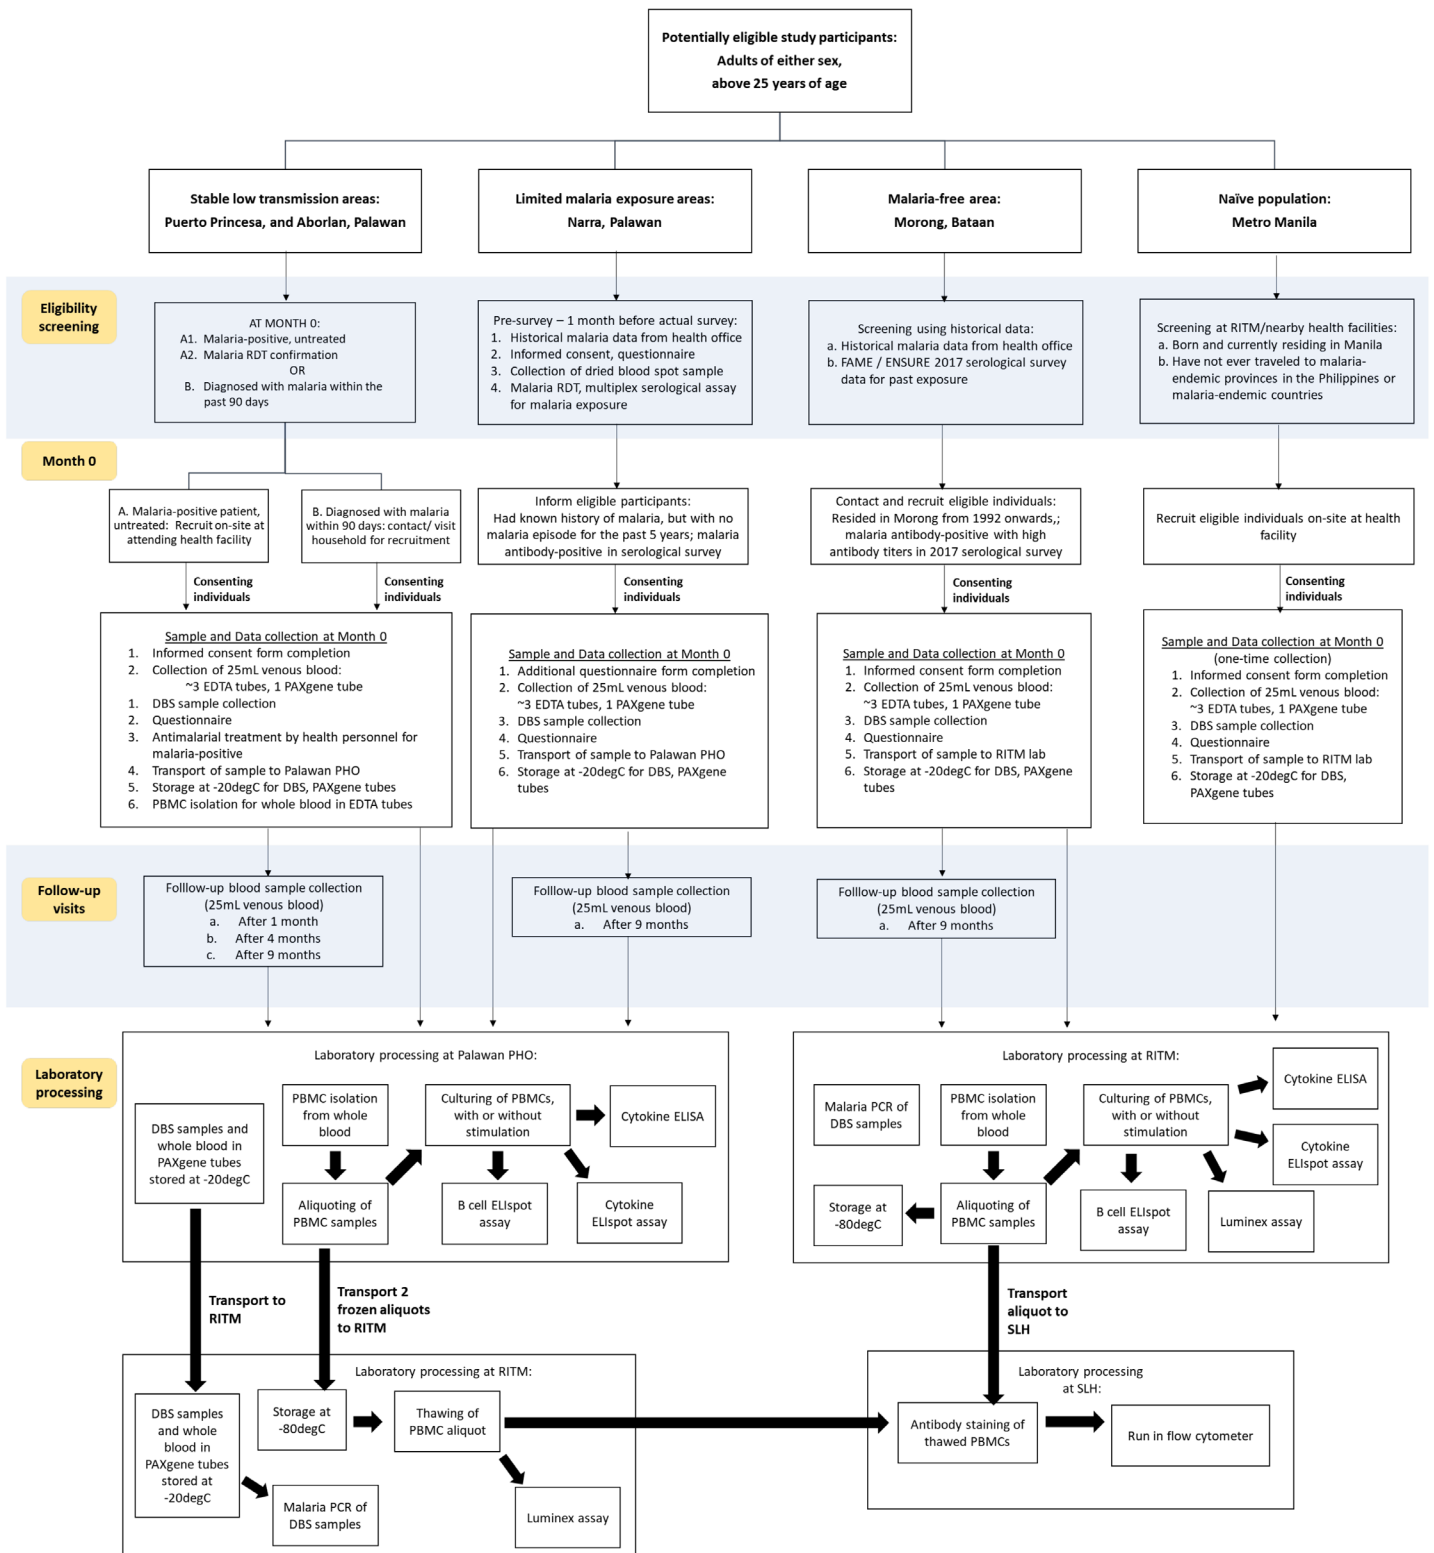 Potentially eligible study participants:
Adults of either sex,
above 25 years of age
Stable low transmission areas:
Puerto Princesa, and Aborlan, Palawan
Limited malaria exposure areas:
Narra, Palawan
Malaria-free area:
Morong, Bataan
Naïve population:
Metro Manila
Eligibility
screening
AT MONTH 0:
A1. Malaria-positive, untreated
A2. Malaria RDT confirmation
OR
B. Diagnosed with malaria within the
past 90 days
Pre-survey – 1 month before actual survey:
1. Historical malaria data from health office
2. Informed consent, questionnaire
3. Collection of dried blood spot sample
4. Malaria RDT, multiplex serological assay
for malaria exposure
Screening using historical data:
a. Historical malaria data from health office
b. FAME / ENSURE 2017 serological survey
data for past exposure
Screening at RITM/nearby health facilities:
a. Born and currently residing in Manila
b. Have not ever traveled to malaria-
endemic provinces in the Philippines or
malaria-endemic countries
Month 0
A. Malaria-positive patient,
untreated: Recruit on-site at
attending health facility
B. Diagnosed with malaria
within 90 days: contact/ visit
household for recruitment
Inform eligible participants:
Had known history of malaria, but with no
malaria episode for the past 5 years; malaria
antibody-positive in serological survey
Contact and recruit eligible individuals:
Resided in Morong from 1992 onwards,;
malaria antibody-positive with high
antibody titers in 2017 serological survey
Recruit eligible individuals on-site at health
facility
Consenting
individuals
Consenting
individuals
Consenting
individuals
Consenting
individuals
Sample and Data collection at Month 0
1. Informed consent form completion
2. Collection of 25mL venous blood:
~3 EDTA tubes, 1 PAXgene tube
1. DBS sample collection
2. Questionnaire
3. Antimalarial treatment by health personnel for
malaria-positive
4. Transport of sample to Palawan PHO
5. Storage at -20degC for DBS, PAXgene tubes
6. PBMC isolation for whole blood in EDTA tubes
Sample and Data collection at Month 0
1. Additional questionnaire form completion
2. Collection of 25mL venous blood:
~3 EDTA tubes, 1 PAXgene tube
3. DBS sample collection
4. Questionnaire
5. Transport of sample to Palawan PHO
6. Storage at -20degC for DBS, PAXgene
tubes
Sample and Data collection at Month 0
1. Informed consent form completion
2. Collection of 25mL venous blood:
~3 EDTA tubes, 1 PAXgene tube
3. DBS sample collection
4. Questionnaire
5. Transport of sample to RITM lab
6. Storage at -20degC for DBS, PAXgene
tubes
Sample and Data collection at Month 0
(one-time collection)
1. Informed consent form completion
2. Collection of 25mL venous blood:
~3 EDTA tubes, 1 PAXgene tube
3. DBS sample collection
4. Questionnaire
5. Transport of sample to RITM lab
6. Storage at -20degC for DBS,
PAXgene tubes
Follow-up
visits
Folllow-up blood sample collection
(25mL venous blood)
a. After 1 month
b. After 4 months
c. After 9 months
Folllow-up blood sample collection
(25mL venous blood)
a. After 9 months
Folllow-up blood sample collection
(25mL venous blood)
a. After 9 months
Laboratory
processing
Laboratory processing at Palawan PHO:
DBS samples and
whole blood in
PAXgene tubes
stored at -20degC
PBMC isolation
from whole
blood
Culturing of PBMCs,
with or without
stimulation
Cytokine ELISA
Aliquoting of
PBMC samples
B cell ELIspot
assay
Cytokine
ELIspot assay
Laboratory processing at RITM:
Malaria PCR of
DBS samples
PBMC isolation
from whole
blood
Culturing of PBMCs,
with or without
stimulation
Cytokine ELISA
Cytokine
ELIspot assay
Storage at
-80degC
Aliquoting of
PBMC samples
B cell ELIspot
assay
Luminex assay
Transport to
RITM
Transport 2
frozen aliquots
to RITM
Transport
aliquot to
SLH
Laboratory processing at RITM:
DBS samples
and whole
blood in
PAXgene tubes
stored at
-20degC
Storage at
-80degC
Thawing of
PBMC aliquot
Malaria PCR of
DBS samples
Luminex assay
Laboratory processing
at SLH:
Antibody staining of
thawed PBMCs
Run in flow cytometer